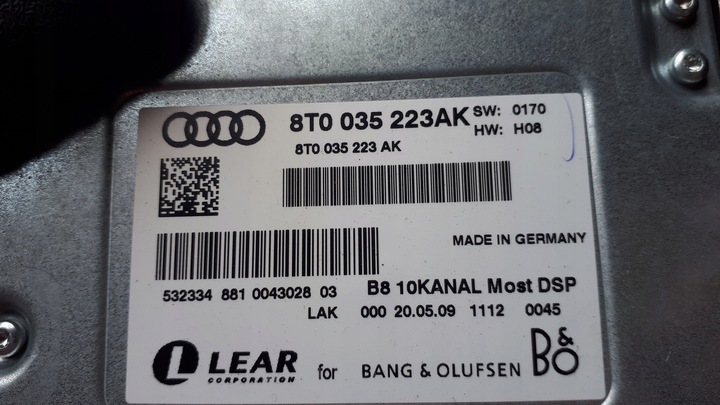 8T0 035 223AK SW: 0170
HW: H08
8T0 035 223 AK
MADE IN GERMANY
532334 881 0043028 03 B8 10KANAL Most DSP
LAK 000 20.05.09 1112 0045
L LEAR CORPORATION for BANG & OLUFSEN B&O